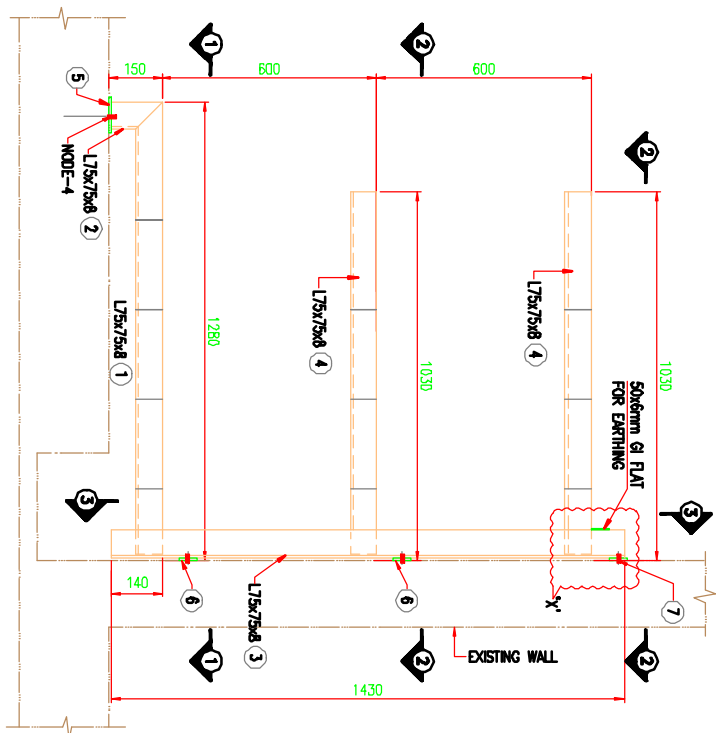 1
2
150
600
600
2
5
NODE-4
L75x75x8 2
L75x75x8 1
1280
L75x75x8 4
1030
L75x75x8 4
1030
50x6mm GI FLAT
FOR EARTHING
3
3
140
6
L75x75x8 3
6
'X'
7
1
2
EXISTING WALL
2
1430